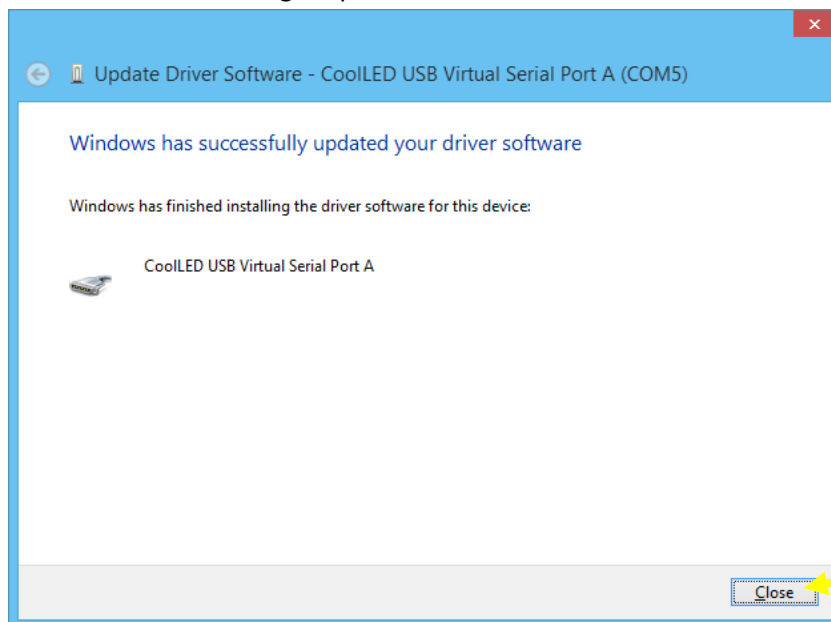 Update Driver Software - CoolLED USB Virtual Serial Port A (COM5)
Windows has successfully updated your driver software
Windows has finished installing the driver software for this device:
CoolLED USB Virtual Serial Port A
Close